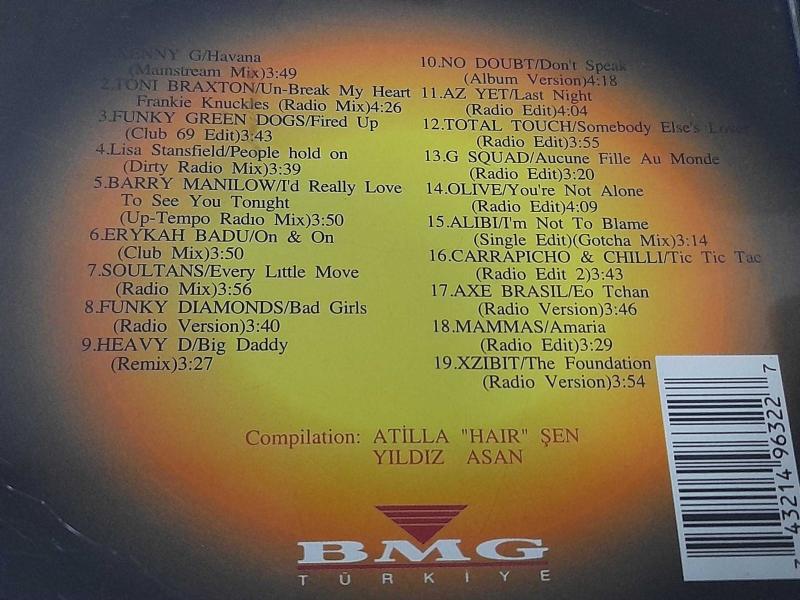 KENNY G/Havana
(Mainstream Mix)3:49
2.TONI BRAXTON/Un-Break My Heart
Frankie Knuckles (Radio Mix)4:26
3.FUNKY GREEN DOGS/Fired Up
(Club 69 Edit)3:43
4.Lisa Stansfield/People hold on
(Dirty Radio Mix)3:39
5.BARRY MANILOW/I'd Really Love
To See You Tonıght
(Up-Tempo Radıo Mix)3:50
6.ERYKAH BADU/On & On
(Club Mix)3:50
7.SOULTANS/Every Lıttle Move
(Radio Mix)3:56
8.FUNKY DIAMONDS/Bad Girls
(Radio Version)3:40
9.HEAVY D/Big Daddy
(Remix)3:27
10.NO DOUBT/Don't Speak
(Album Version)4:18
11.AZ YET/Last Night
(Radio Edit)4:04
12.TOTAL TOUCH/Somebody Else's Lover
(Radio Edit)3:55
13.G SQUAD/Aucune Fille Au Monde
(Radio Edit)3:20
14.OLIVE/You're Not Alone
(Radio Edit)4:09
15.ALIBI/I'm Not To Blame
(Single Edit)(Gotcha Mix)3:14
16.CARRAPICHO & CHILLI/Tic Tic Tac
(Radio Edit 2)3:43
17.AXE BRASIL/Eo Tchan
(Radio Version)3:46
18.MAMMAS/Amaria
(Radio Edit)3:29
19.XZIBIT/The Foundation
(Radio Version)3:54
Compilation: ATİLLA "HAIR" ŞEN
YILDIZ ASAN
BMG
TÜRKİYE
7 43214 96322 7